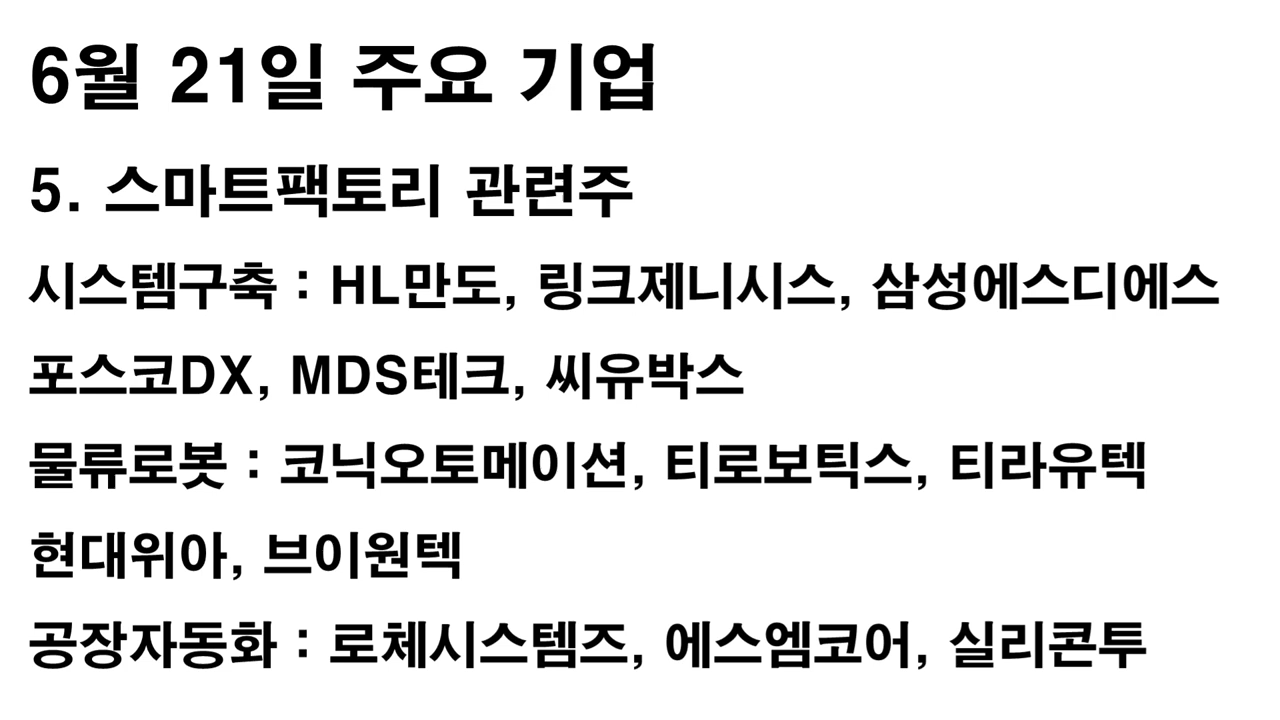 6월 21일 주요 기업
5. 스마트팩토리 관련주
시스템구축 : HL만도, 링크제니시스, 삼성에스디에스
포스코DX, MDS테크, 씨유박스
물류로봇 : 코닉오토메이션, 티로보틱스, 티라유텍
현대위아, 브이원텍
공장자동화 : 로체시스템즈, 에스엠코어, 실리콘투